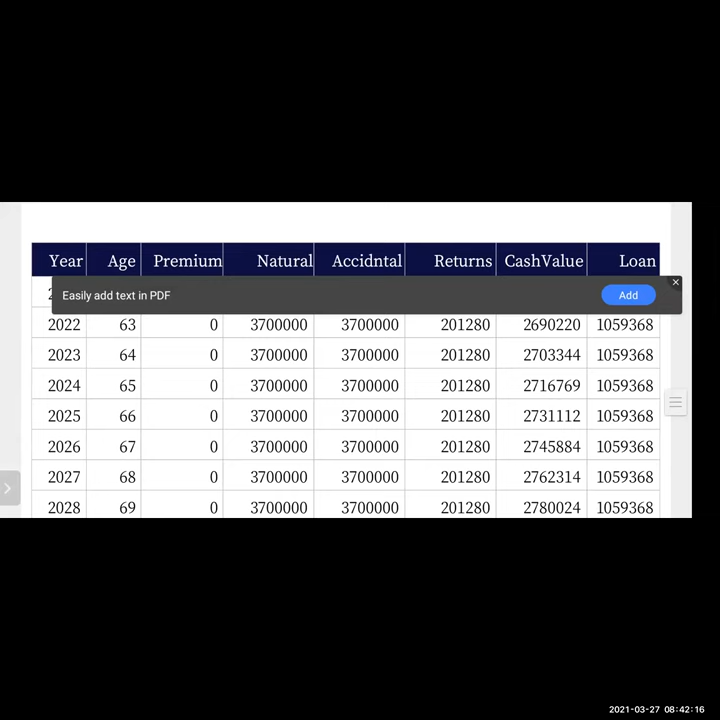 Year Age Premium Natural Accidntal Returns CashValue Loan
Easily add text in PDF Add
2022 63 0 3700000 3700000 201280 2690220 1059368
2023 64 0 3700000 3700000 201280 2703344 1059368
2024 65 0 3700000 3700000 201280 2716769 1059368
2025 66 0 3700000 3700000 201280 2731112 1059368
2026 67 0 3700000 3700000 201280 2745884 1059368
2027 68 0 3700000 3700000 201280 2762314 1059368
2028 69 0 3700000 3700000 201280 2780024 1059368
2021-03-27 08:42:16